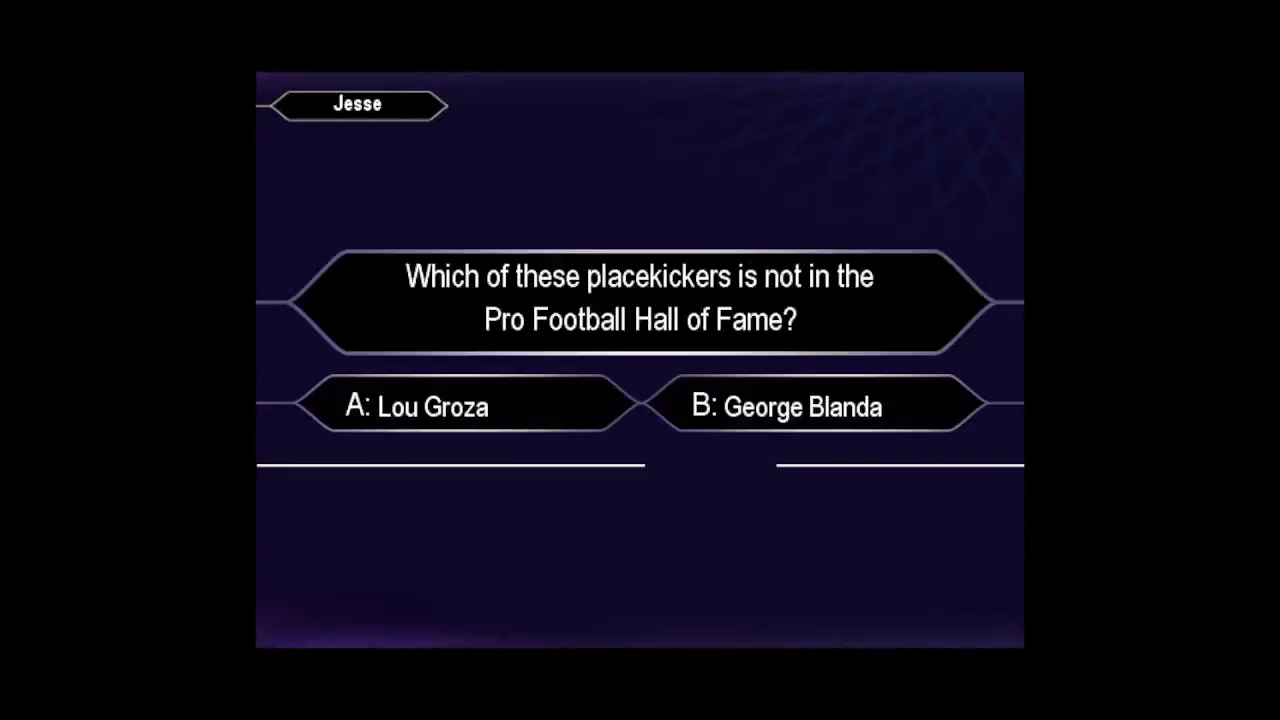 Jesse
Which of these placekickers is not in the
Pro Football Hall of Fame?
A: Lou Groza
B: George Blanda